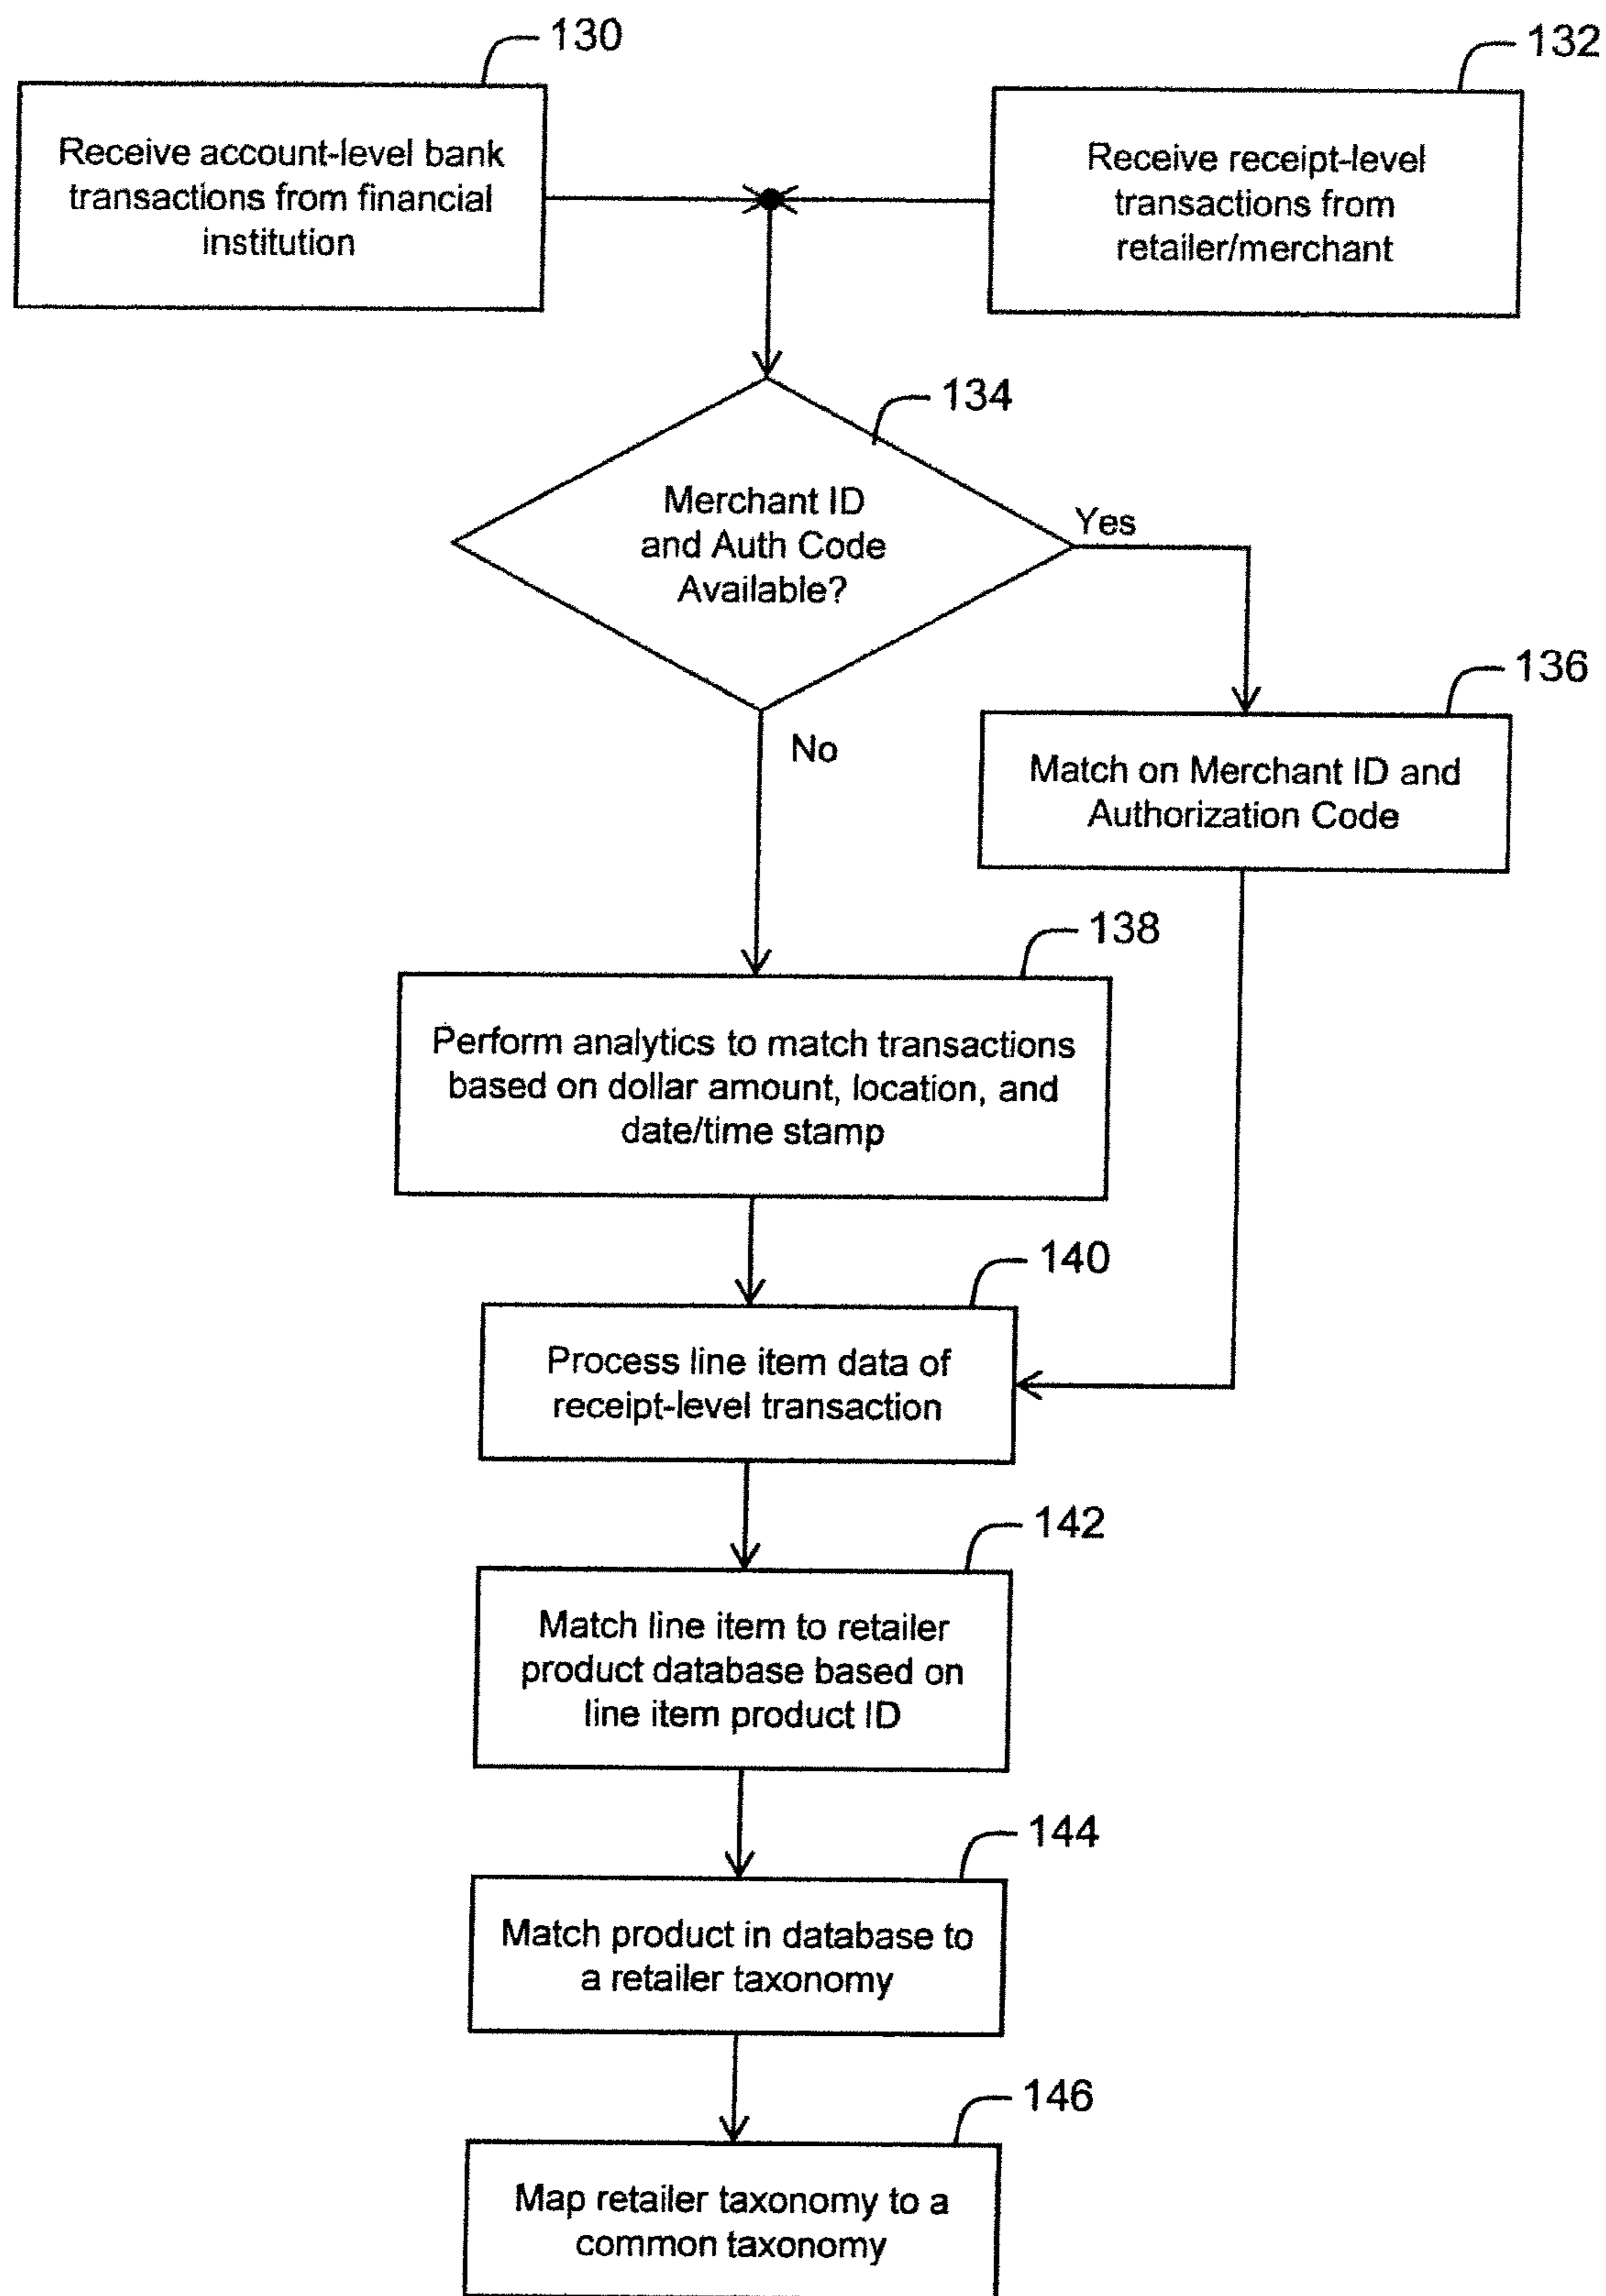 130
Receive account-level bank
transactions from financial
institution
132
Receive receipt-level
transactions from
retailer/merchant
134
Merchant ID
and Auth Code
Available?
Yes
No
136
Match on Merchant ID and
Authorization Code
138
Perform analytics to match transactions
based on dollar amount, location, and
date/time stamp
140
Process line item data of
receipt-level transaction
142
Match line item to retailer
product database based on
line item product ID
144
Match product in database to
a retailer taxonomy
146
Map retailer taxonomy to a
common taxonomy